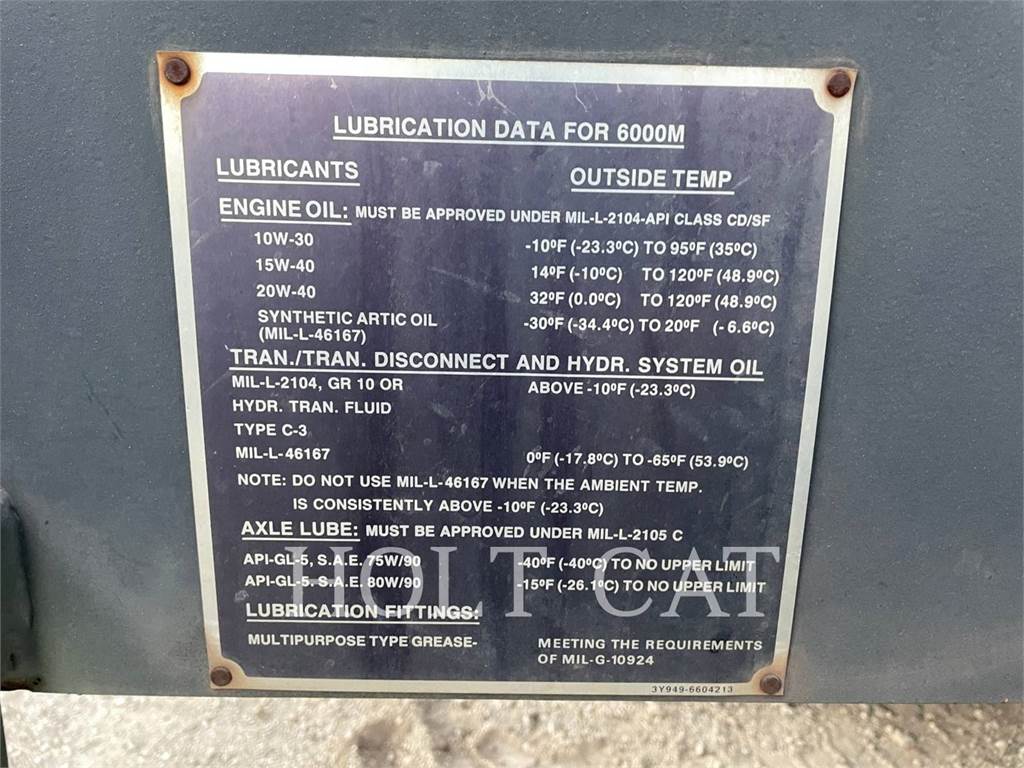 LUBRICATION DATA FOR 6000M
LUBRICANTS OUTSIDE TEMP
ENGINE OIL: MUST BE APPROVED UNDER MIL-L-2104-API CLASS CD/SF
10W-30 -10ºF (-23.3ºC) TO 95ºF (35ºC)
15W-40 14ºF (-10ºC) TO 120ºF (48.9ºC)
20W-40 32ºF (0.0ºC) TO 120ºF (48.9ºC)
SYNTHETIC ARTIC OIL -30ºF (-34.4ºC) TO 20ºF (-6.6ºC)
(MIL-L-46167)
TRAN./TRAN. DISCONNECT AND HYDR. SYSTEM OIL
MIL-L-2104, GR 10 OR ABOVE -10ºF (-23.3ºC)
HYDR. TRAN. FLUID
TYPE C-3
MIL-L-46167 0ºF (-17.8ºC) TO -65ºF (53.9ºC)
NOTE: DO NOT USE MIL-L-46167 WHEN THE AMBIENT TEMP.
IS CONSISTENTLY ABOVE -10ºF (-23.3ºC)
AXLE LUBE: MUST BE APPROVED UNDER MIL-L-2105 C
API-GL-5, S.A.E. 75W/90 -40ºF (-40ºC) TO NO UPPER LIMIT
API-GL-5, S.A.E. 80W/90 -15ºF (-26.1ºC) TO NO UPPER LIMIT
HOLT CAT
LUBRICATION FITTINGS:
MULTIPURPOSE TYPE GREASE- MEETING THE REQUIREMENTS
OF MIL-G-10924
3Y949-6604213